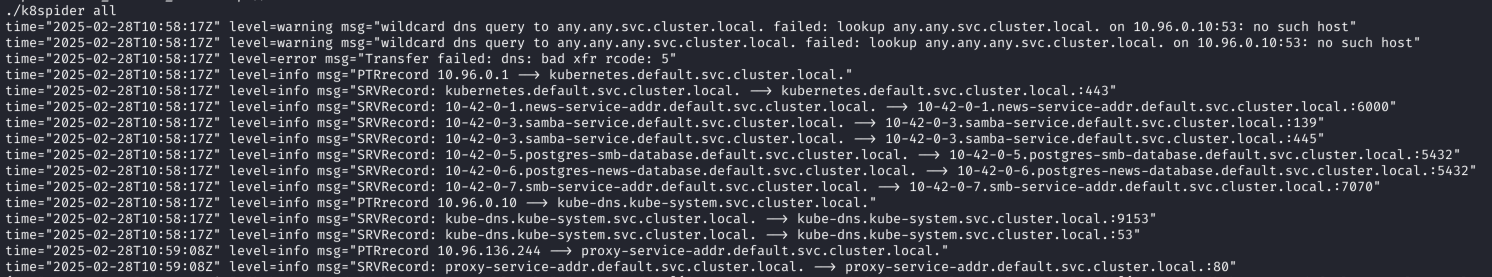 ./k8spider all
time="2025-02-28T10:58:17Z" level=warning msg="wildcard dns query to any.any.svc.cluster.local. failed: lookup any.any.svc.cluster.local. on 10.96.0.10:53: no such host"
time="2025-02-28T10:58:17Z" level=warning msg="wildcard dns query to any.any.svc.cluster.local. failed: lookup any.any.svc.cluster.local. on 10.96.0.10:53: no such host"
time="2025-02-28T10:58:17Z" level=error msg="Transfer failed: dns: bad xfr rcode: 5"
time="2025-02-28T10:58:17Z" level=info msg="PTRrecord 10.96.0.1 --> kubernetes.default.svc.cluster.local."
time="2025-02-28T10:58:17Z" level=info msg="SRVRecord: kubernetes.default.svc.cluster.local. --> kubernetes.default.svc.cluster.local.:443"
time="2025-02-28T10:58:17Z" level=info msg="SRVRecord: 10-42-0-1.news-service-addr.default.svc.cluster.local. --> 10-42-0-1.news-service-addr.default.svc.cluster.local.:6000"
time="2025-02-28T10:58:17Z" level=info msg="SRVRecord: 10-42-0-3.samba-service.default.svc.cluster.local. --> 10-42-0-3.samba-service.default.svc.cluster.local.:139"
time="2025-02-28T10:58:17Z" level=info msg="SRVRecord: 10-42-0-3.samba-service.default.svc.cluster.local. --> 10-42-0-3.samba-service.default.svc.cluster.local.:445"
time="2025-02-28T10:58:17Z" level=info msg="SRVRecord: 10-42-0-5.postgres-smb-database.default.svc.cluster.local. --> 10-42-0-5.postgres-smb-database.default.svc.cluster.local.:5432"
time="2025-02-28T10:58:17Z" level=info msg="SRVRecord: 10-42-0-6.postgres-news-database.default.svc.cluster.local. --> 10-42-0-6.postgres-news-database.default.svc.cluster.local.:5432"
time="2025-02-28T10:58:17Z" level=info msg="SRVRecord: 10-42-0-7.smb-service-addr.default.svc.cluster.local. --> 10-42-0-7.smb-service-addr.default.svc.cluster.local.:7070"
time="2025-02-28T10:58:17Z" level=info msg="PTRrecord 10.96.0.10 --> kube-dns.kube-system.svc.cluster.local."
time="2025-02-28T10:58:17Z" level=info msg="SRVRecord: kube-dns.kube-system.svc.cluster.local. --> kube-dns.kube-system.svc.cluster.local.:9153"
time="2025-02-28T10:58:17Z" level=info msg="SRVRecord: kube-dns.kube-system.svc.cluster.local. --> kube-dns.kube-system.svc.cluster.local.:53"
time="2025-02-28T10:59:08Z" level=info msg="PTRrecord 10.96.136.244 --> proxy-service-addr.default.svc.cluster.local."
time="2025-02-28T10:59:08Z" level=info msg="SRVRecord: proxy-service-addr.default.svc.cluster.local. --> proxy-service-addr.default.svc.cluster.local.:80"